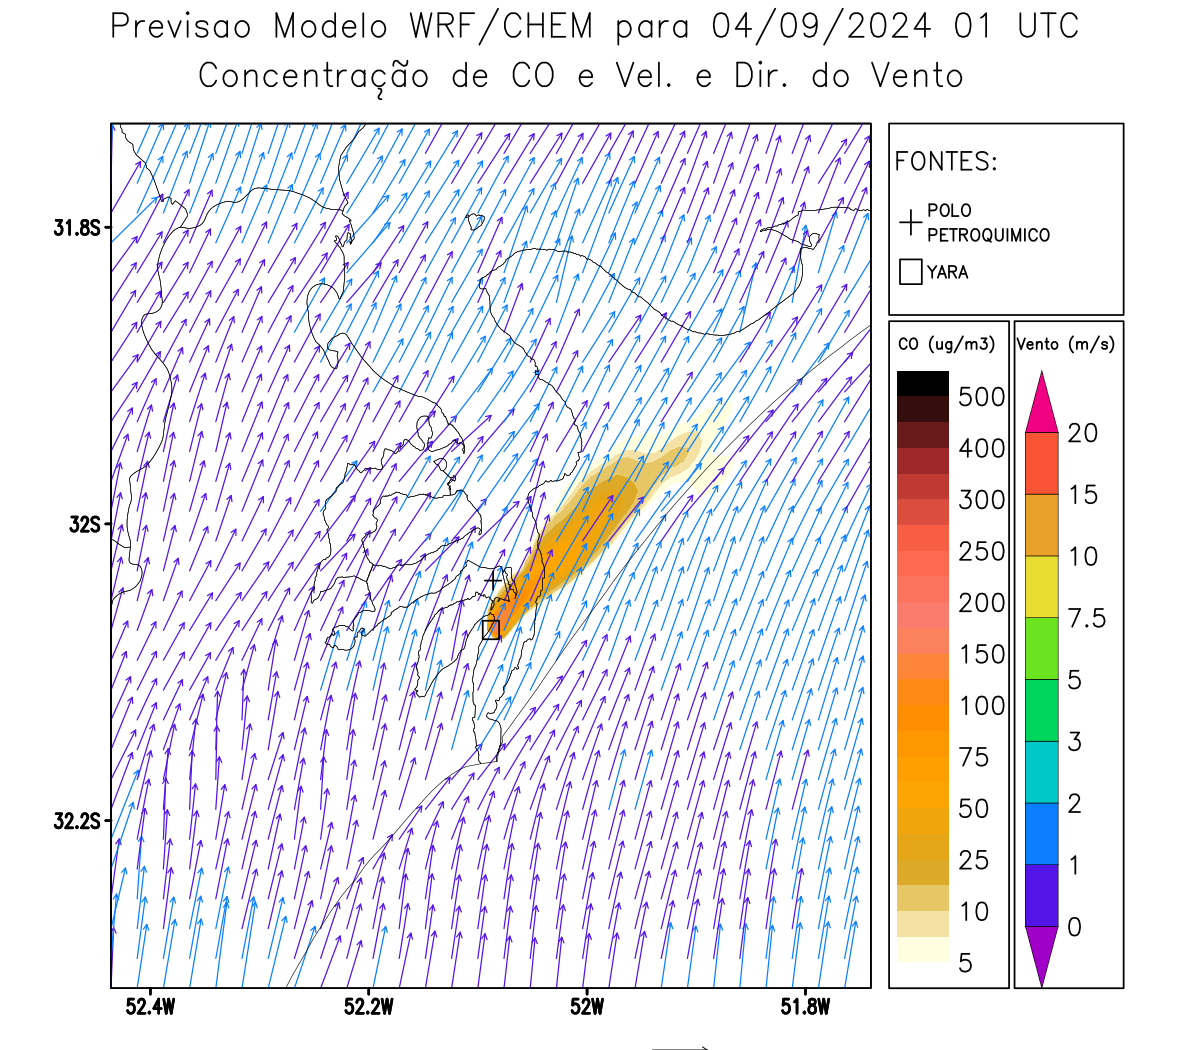 Previsao Modelo WRF/CHEM para 04/09/2024 01 UTC
Concentração de CO e Vel. e Dir. do Vento
FONTES:
POLO
PETROQUIMICO
YARA
CO (ug/m3)
500
400
300
250
200
150
100
75
50
25
10
5
Vento (m/s)
20
15
10
7.5
5
3
2
1
0
31.8S
32S
32.2S
52.4W
52.2W
52W
51.8W